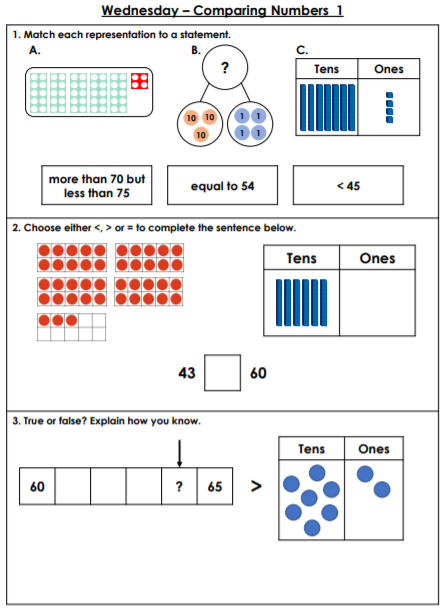 Wednesday – Comparing Numbers 1
1. Match each representation to a statement.
A.
B.
C.
?
10 10
10
1 1
1 1
Tens Ones
more than 70 but
less than 75
equal to 54
< 45
2. Choose either <, > or = to complete the sentence below.
Tens Ones
43 60
3. True or false? Explain how you know.
60 ? 65 >
Tens Ones